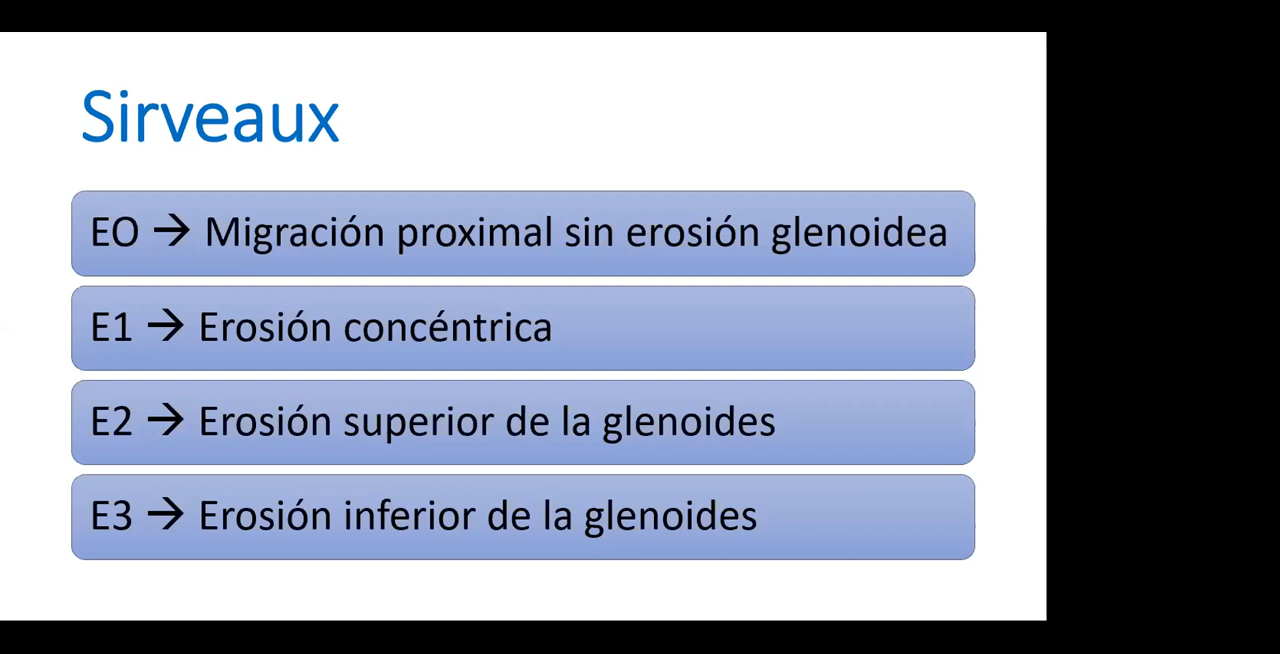 Sirveaux
EO → Migración proximal sin erosión glenoidea
E1 → Erosión concéntrica
E2 → Erosión superior de la glenoides
E3 → Erosión inferior de la glenoides